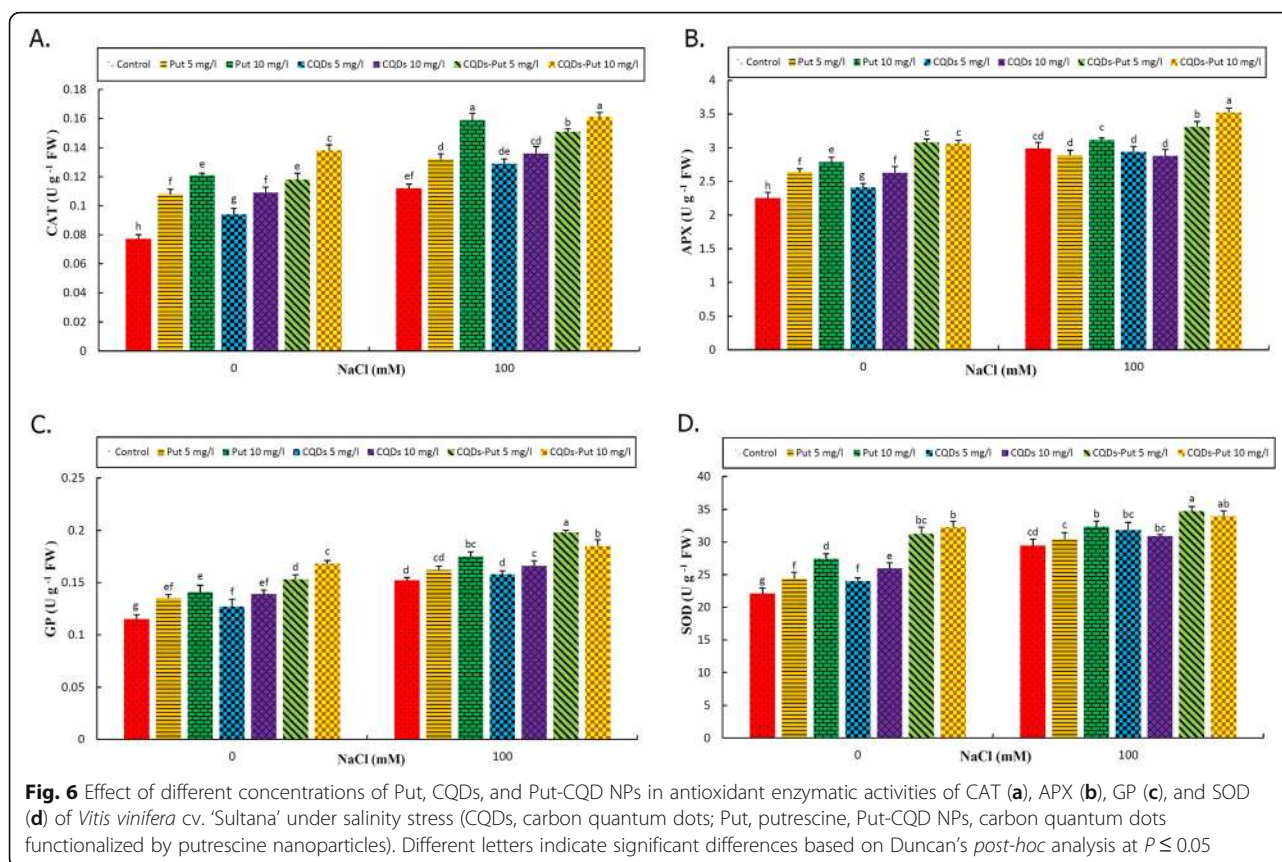 A.
Control Put 5 mg/l Put 10 mg/l CQDs 5 mg/l CQDs 10 mg/l CQDs-Put 5 mg/l CQDs-Put 10 mg/l
CAT (U g -1 FW)
0.18
0.16
0.14
0.12
0.1
0.08
0.06
0.04
0.02
0
h f e g f e c
ef d a de cd b a
0 NaCl (mM) 100
B.
Control Put 5 mg/l Put 10 mg/l CQDs 5 mg/l CQDs 10 mg/l CQDs-Put 5 mg/l CQDs-Put 10 mg/l
APX (U g -1 FW)
4
3.5
3
2.5
2
1.5
1
0.5
0
h f e g f c c
cd d c d d b a
0 NaCl (mM) 100
C.
Control Put 5 mg/l Put 10 mg/l CQDs 5 mg/l CQDs 10 mg/l CQDs-Put 5 mg/l CQDs-Put 10 mg/l
GP (U g -1 FW)
0.25
0.2
0.15
0.1
0.05
0
g ef e f ef d c
d cd bc d c a b
0 NaCl (mM) 100
D.
Control Put 5 mg/l Put 10 mg/l CQDs 5 mg/l CQDs 10 mg/l CQDs-Put 5 mg/l CQDs-Put 10 mg/l
SOD (U g -1 FW)
40
35
30
25
20
15
10
5
0
g f d f e bc b
cd c b bc bc a ab
0 NaCl (mM) 100
Fig. 6 Effect of different concentrations of Put, CQDs, and Put-CQD NPs in antioxidant enzymatic activities of CAT (a), APX (b), GP (c), and SOD
(d) of Vitis vinifera cv. ‘Sultana’ under salinity stress (CQDs, carbon quantum dots; Put, putrescine, Put-CQD NPs, carbon quantum dots
functionalized by putrescine nanoparticles). Different letters indicate significant differences based on Duncan’s post-hoc analysis at P ≤ 0.05